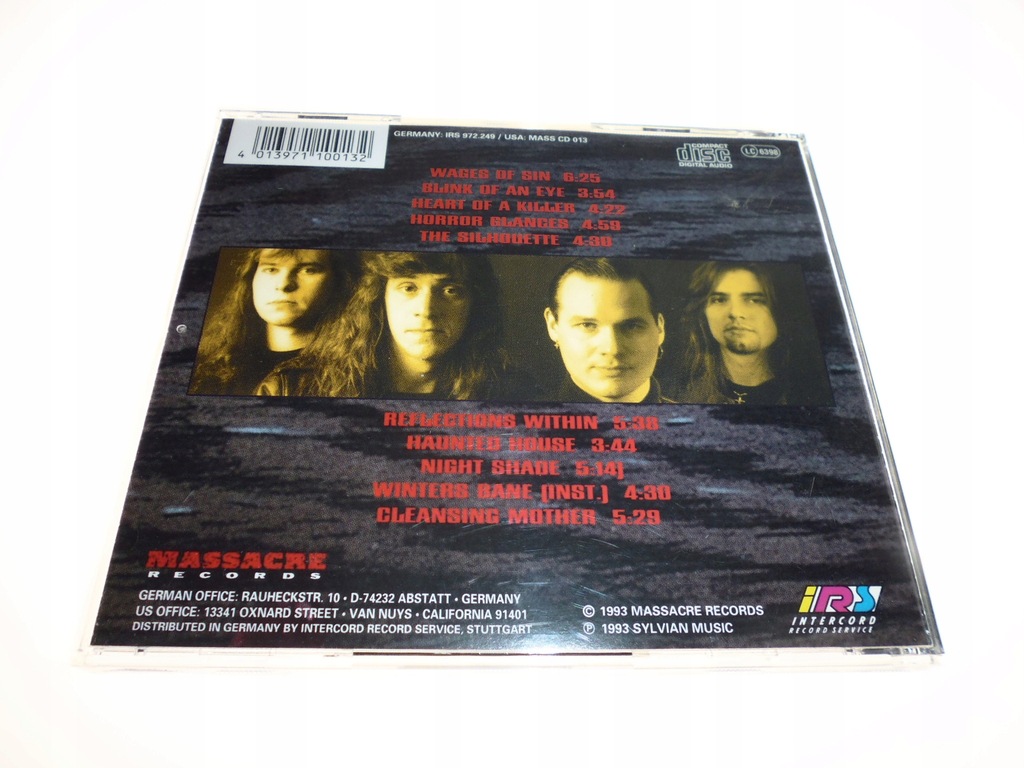 4 013971 100132
GERMANY: IRS 972.249 / USA: MASS CD 013
COMPACT
disc
DIGITAL AUDIO
LC 6398
WAGES OF SIN 6:25
BLINK OF AN EYE 3:54
HEART OF A KILLER 4:22
HORROR GLANCES 4:59
THE SILHOUETTE 4:30
REFLECTIONS WITHIN 5:38
HAUNTED HOUSE 3:44
NIGHT SHADE 5:14)
WINTERS BANE (INST.) 4:30
CLEANSING MOTHER 5:29
MASSACRE
RECORDS
GERMAN OFFICE: RAUHECKSTR. 10 • D-74232 ABSTATT • GERMANY
US OFFICE: 13341 OXNARD STREET • VAN NUYS • CALIFORNIA 91401
DISTRIBUTED IN GERMANY BY INTERCORD RECORD SERVICE, STUTTGART
© 1993 MASSACRE RECORDS
℗ 1993 SYLVIAN MUSIC
IRS
INTERCORD
RECORD SERVICE